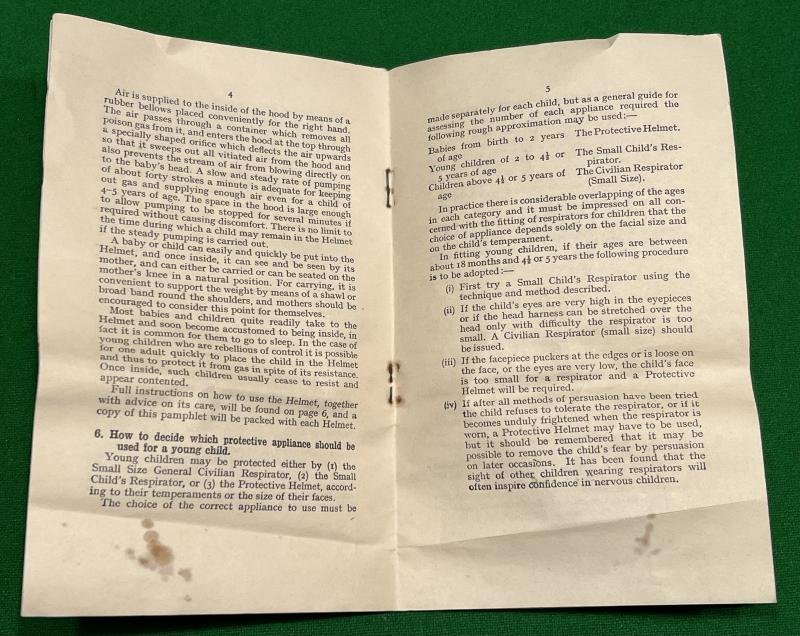 4
Air is supplied to the inside of the hood by means of a
rubber bellows placed conveniently for the right hand.
The air passes through a container which removes all
poison gas from it, and enters the hood at the top through
a specially shaped orifice which deflects the air upwards
so that it sweeps out all vitiated air from the hood and
also prevents the stream of air from blowing directly on
to the baby's head. A slow and steady rate of pumping
of about forty strokes a minute is adequate for keeping
out gas and supplying enough air even for a child of
4–5 years of age. The space in the hood is large enough
to allow pumping to be stopped for several minutes if
required without causing discomfort. There is no limit to
the time during which a child may remain in the Helmet
if the steady pumping is carried out.
A baby or child can easily and quickly be put into the
Helmet, and once inside, it can see and be seen by its
mother, and can either be carried or can be seated on the
mother's knee in a natural position. For carrying, it is
convenient to support the weight by means of a shawl or
broad band round the shoulders, and mothers should be
encouraged to consider this point for themselves.
Most babies and children quite readily take to the
Helmet and soon become accustomed to being inside, in
fact it is common for them to go to sleep. In the case of
young children who are rebellious of control it is possible
for one adult quickly to place the child in the Helmet
and thus to protect it from gas in spite of its resistance.
Once inside, such children usually cease to resist and
appear contented.
Full instructions on how to use the Helmet, together
with advice on its care, will be found on page 6, and a
copy of this pamphlet will be packed with each Helmet.
6. How to decide which protective appliance should be
used for a young child.
Young children may be protected either by (1) the
Small Size General Civilian Respirator, (2) the Small
Child's Respirator, or (3) the Protective Helmet, accord-
ing to their temperaments or the size of their faces.
The choice of the correct appliance to use must be
5
made separately for each child, but as a general guide for
assessing the number of each appliance required the
following rough approximation may be used:—
Babies from birth to 2 years The Protective Helmet.
of age
Young children of 2 to 4½ or The Small Child's Res-
5 years of age pirator.
Children above 4½ or 5 years of The Civilian Respirator
age (Small Size).
In practice there is considerable overlapping of the ages
in each category and it must be impressed on all con-
cerned with the fitting of respirators for children that the
choice of appliance depends solely on the facial size and
on the child's temperament.
In fitting young children, if their ages are between
about 18 months and 4½ or 5 years the following procedure
is to be adopted:—
(i) First try a Small Child's Respirator using the
technique and method described.
(ii) If the child's eyes are very high in the eyepieces
or if the head harness can be stretched over the
head only with difficulty the respirator is too
small. A Civilian Respirator (small size) should
be issued.
(iii) If the facepiece puckers at the edges or is loose on
the face, or the eyes are very low, the child's face
is too small for a respirator and a Protective
Helmet will be required.
(iv) If after all methods of persuasion have been tried
the child refuses to tolerate the respirator, or if it
becomes unduly frightened when the respirator is
worn, a Protective Helmet may have to be used,
but it should be remembered that it may be
possible to remove the child's fear by persuasion
on later occasions. It has been found that the
sight of other children wearing respirators will
often inspire confidence in nervous children.